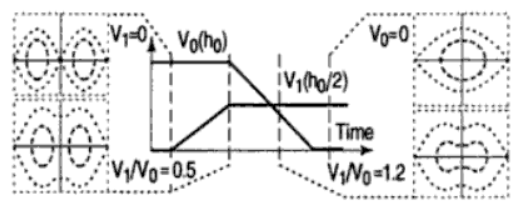 V₁=0
V₀(h₀)
V₀=0
V₁(h₀/2)
Time
V₁/V₀=0.5
V₁/V₀=1.2